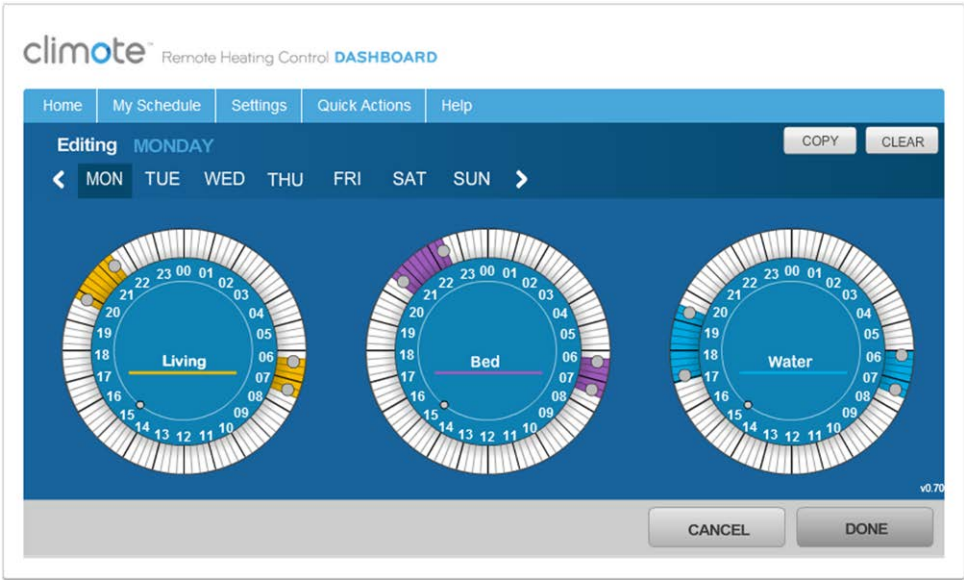 climote™ Remote Heating Control DASHBOARD
Home My Schedule Settings Quick Actions Help
Editing MONDAY
COPY CLEAR
MON TUE WED THU FRI SAT SUN
00 01 02 03 04 05 06 07 08 09 10 11 12 13 14 15 16 17 18 19 20 21 22 23
Living
00 01 02 03 04 05 06 07 08 09 10 11 12 13 14 15 16 17 18 19 20 21 22 23
Bed
00 01 02 03 04 05 06 07 08 09 10 11 12 13 14 15 16 17 18 19 20 21 22 23
Water
v0.70
CANCEL DONE